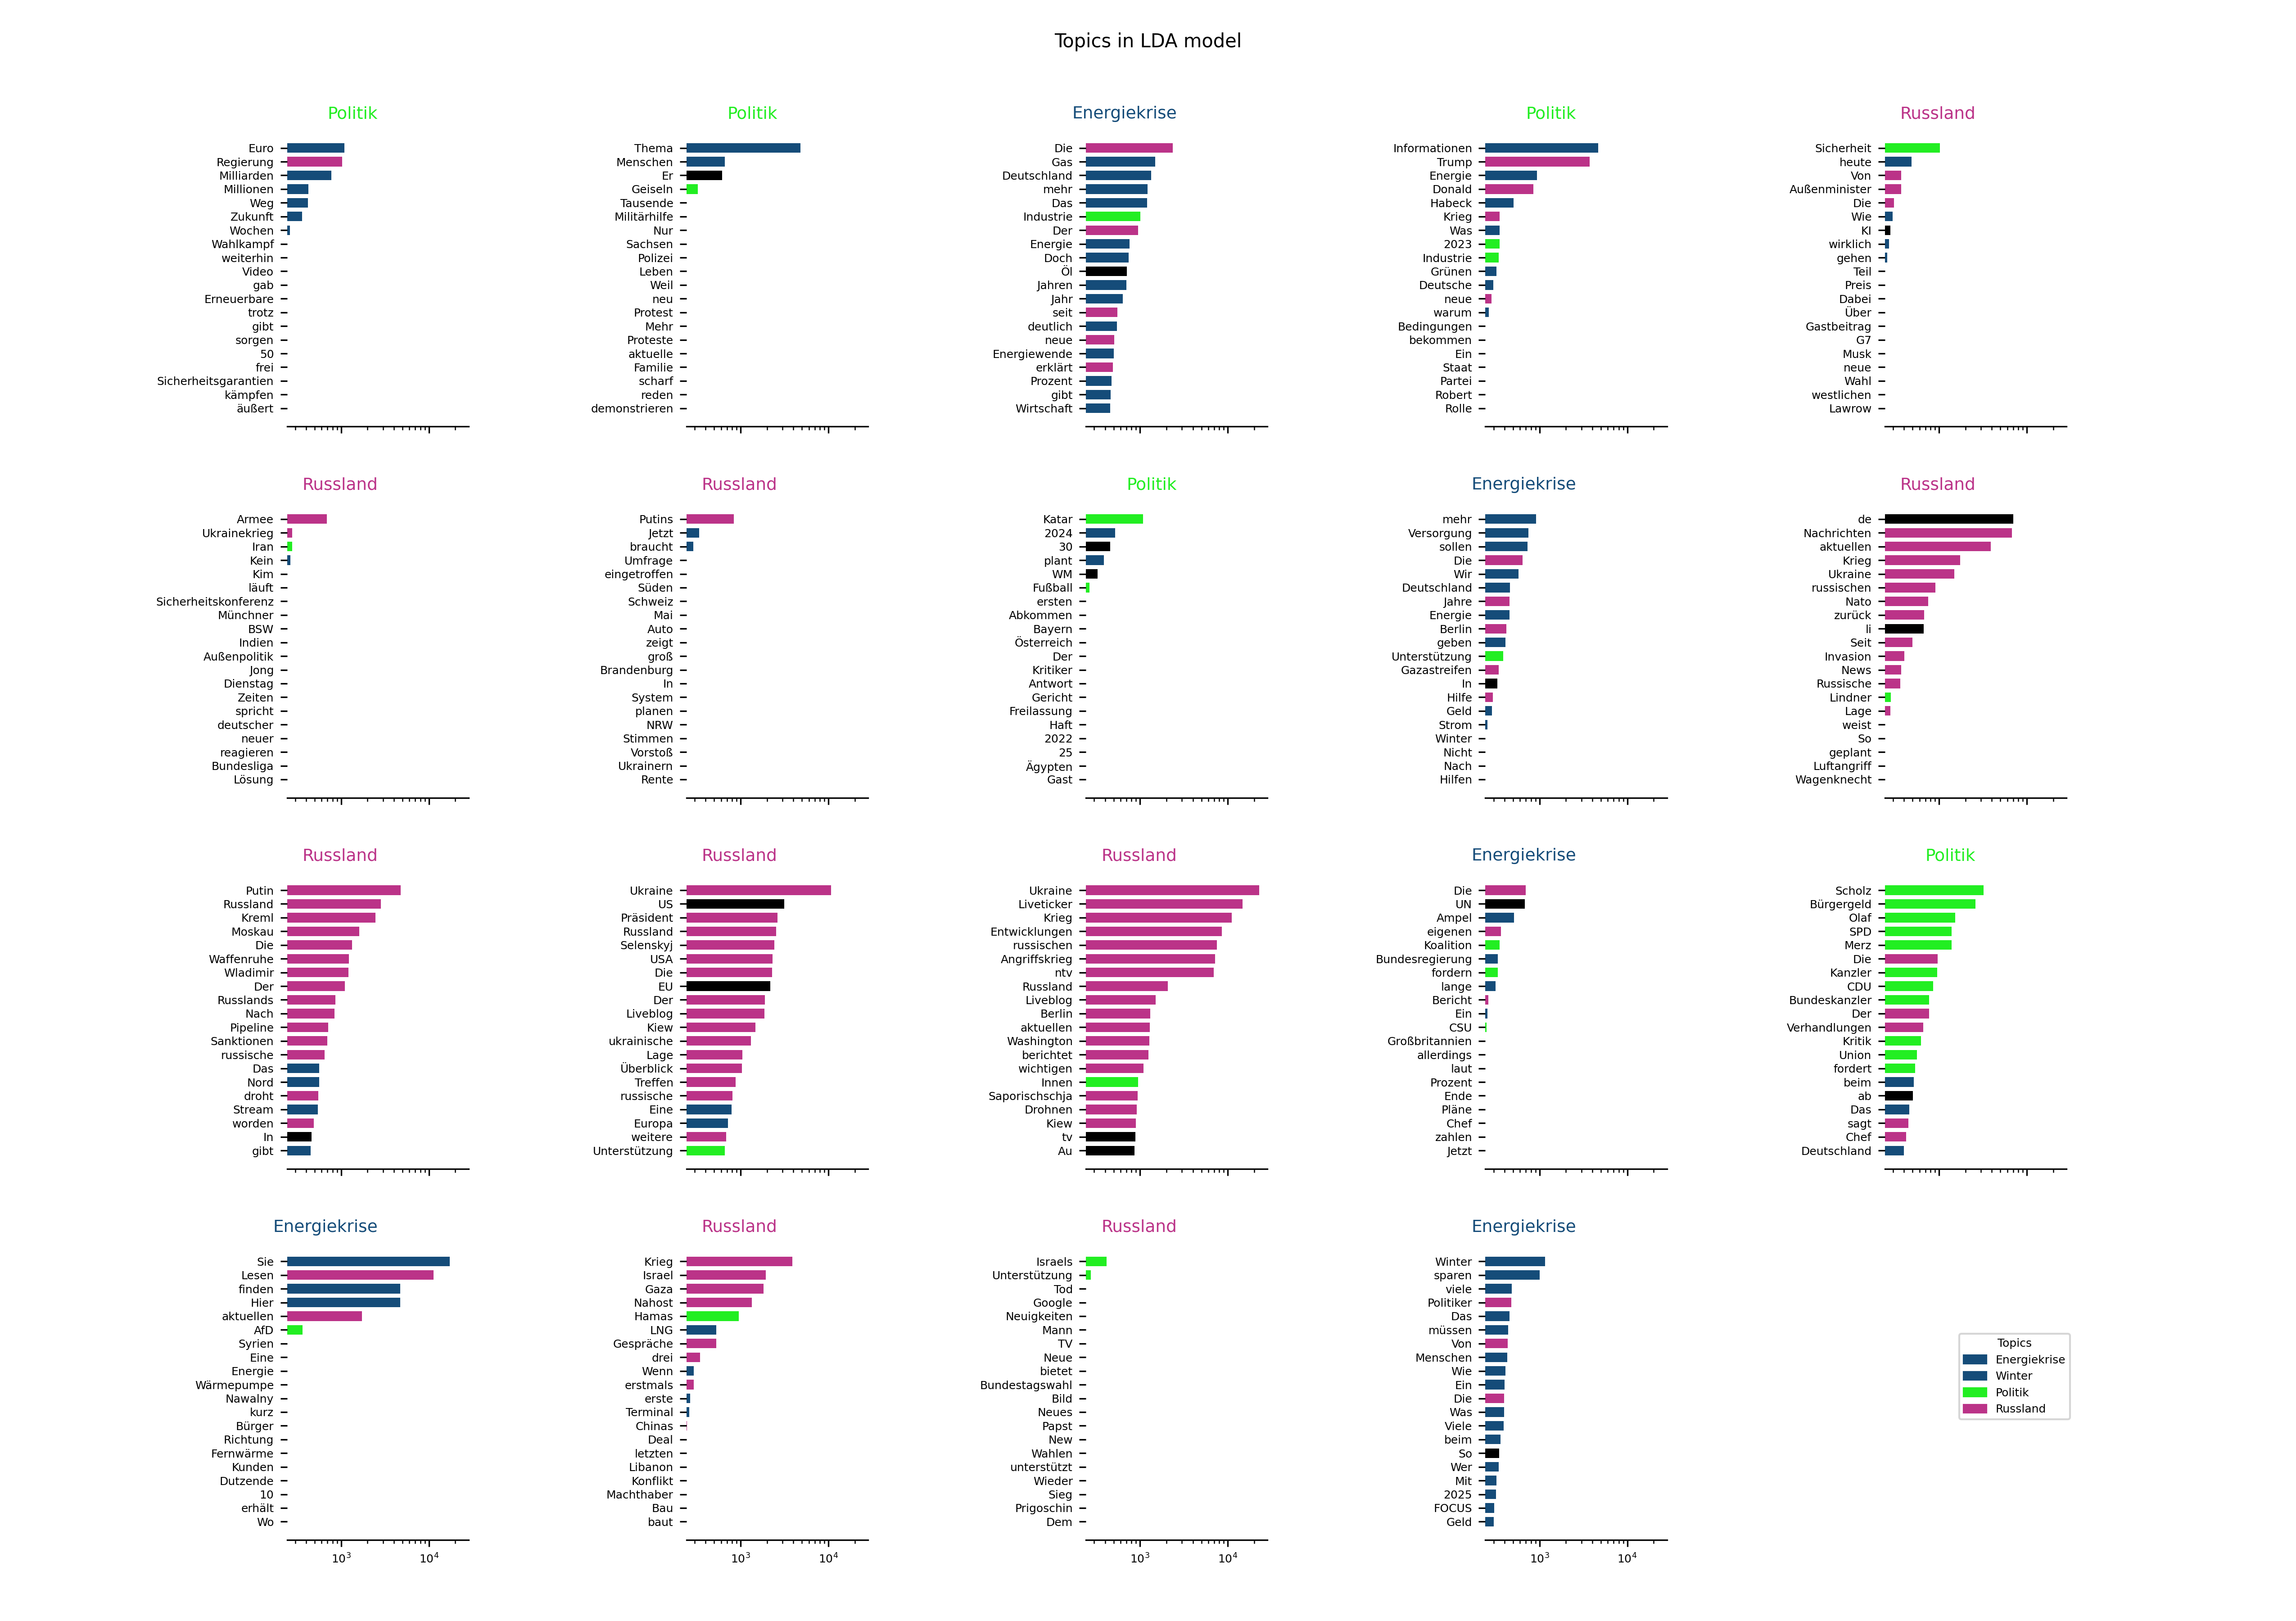 Topics in LDA model
Politik
Euro
Regierung
Milliarden
Millionen
Weg
Zukunft
Wochen
Wahlkampf
weiterhin
Video
gab
Erneuerbare
trotz
gibt
sorgen
50
frei
Sicherheitsgarantien
kämpfen
äußert
Politik
Thema
Menschen
Er
Geiseln
Tausende
Militärhilfe
Nur
Sachsen
Polizei
Leben
Weil
neu
Protest
Mehr
Proteste
aktuelle
Familie
scharf
reden
demonstrieren
Energiekrise
Die
Gas
Deutschland
mehr
Das
Industrie
Der
Energie
Doch
Öl
Jahren
Jahr
seit
deutlich
neue
Energiewende
erklärt
Prozent
gibt
Wirtschaft
Politik
Informationen
Trump
Energie
Donald
Habeck
Krieg
Was
2023
Industrie
Grünen
Deutsche
neue
warum
Bedingungen
bekommen
Ein
Staat
Partei
Robert
Rolle
Russland
Sicherheit
heute
Von
Außenminister
Die
Wie
KI
wirklich
gehen
Teil
Preis
Dabei
Über
Gastbeitrag
G7
Musk
neue
Wahl
westlichen
Lawrow
Russland
Armee
Ukrainekrieg
Iran
Kein
Kim
läuft
Sicherheitskonferenz
Münchner
BSW
Indien
Außenpolitik
Jong
Dienstag
Zeiten
spricht
deutscher
neuer
reagieren
Bundesliga
Lösung
Russland
Putins
Jetzt
braucht
Umfrage
eingetroffen
Süden
Schweiz
Mai
Auto
zeigt
groß
Brandenburg
In
System
planen
NRW
Stimmen
Vorstoß
Ukrainern
Rente
Politik
Katar
2024
30
plant
WM
Fußball
ersten
Abkommen
Bayern
Österreich
Der
Kritiker
Antwort
Gericht
Freilassung
Haft
2022
25
Ägypten
Gast
Energiekrise
mehr
Versorgung
sollen
Die
Wir
Deutschland
Jahre
Energie
Berlin
geben
Unterstützung
Gazastreifen
In
Hilfe
Geld
Strom
Winter
Nicht
Nach
Hilfen
Russland
de
Nachrichten
aktuellen
Krieg
Ukraine
russischen
Nato
zurück
li
Seit
Invasion
News
Russische
Lindner
Lage
weist
So
geplant
Luftangriff
Wagenknecht
Russland
Putin
Russland
Kreml
Moskau
Die
Waffenruhe
Wladimir
Der
Russlands
Nach
Pipeline
Sanktionen
russische
Das
Nord
droht
Stream
worden
In
gibt
Russland
Ukraine
US
Präsident
Russland
Selenskyj
USA
Die
EU
Der
Liveblog
Kiew
ukrainische
Lage
Überblick
Treffen
russische
Eine
Europa
weitere
Unterstützung
Russland
Ukraine
Liveticker
Krieg
Entwicklungen
russischen
Angriffskrieg
ntv
Russland
Liveblog
Berlin
aktuellen
Washington
berichtet
wichtigen
Innen
Saporischschja
Drohnen
Kiew
tv
Au
Energiekrise
Die
UN
Ampel
eigenen
Koalition
Bundesregierung
fordern
lange
Bericht
Ein
CSU
Großbritannien
allerdings
laut
Prozent
Ende
Pläne
Chef
zahlen
Jetzt
Politik
Scholz
Bürgergeld
Olaf
SPD
Merz
Die
Kanzler
CDU
Bundeskanzler
Der
Verhandlungen
Kritik
Union
fordert
beim
ab
Das
sagt
Chef
Deutschland
Energiekrise
Sie
Lesen
finden
Hier
aktuellen
AfD
Syrien
Eine
Energie
Wärmepumpe
Nawalny
kurz
Bürger
Richtung
Fernwärme
Kunden
Dutzende
10
erhält
Wo
10³ 10⁴
Russland
Krieg
Israel
Gaza
Nahost
Hamas
LNG
Gespräche
drei
Wenn
erstmals
erste
Terminal
Chinas
Deal
letzten
Libanon
Konflikt
Machthaber
Bau
baut
10³ 10⁴
Russland
Israels
Unterstützung
Tod
Google
Neuigkeiten
Mann
TV
Neue
bietet
Bundestagswahl
Bild
Neues
Papst
New
Wahlen
unterstützt
Wieder
Sieg
Prigoschin
Dem
10³ 10⁴
Energiekrise
Winter
sparen
viele
Politiker
Das
müssen
Von
Menschen
Wie
Ein
Die
Was
Viele
beim
So
Wer
Mit
2025
FOCUS
Geld
10³ 10⁴
Topics
Energiekrise
Winter
Politik
Russland